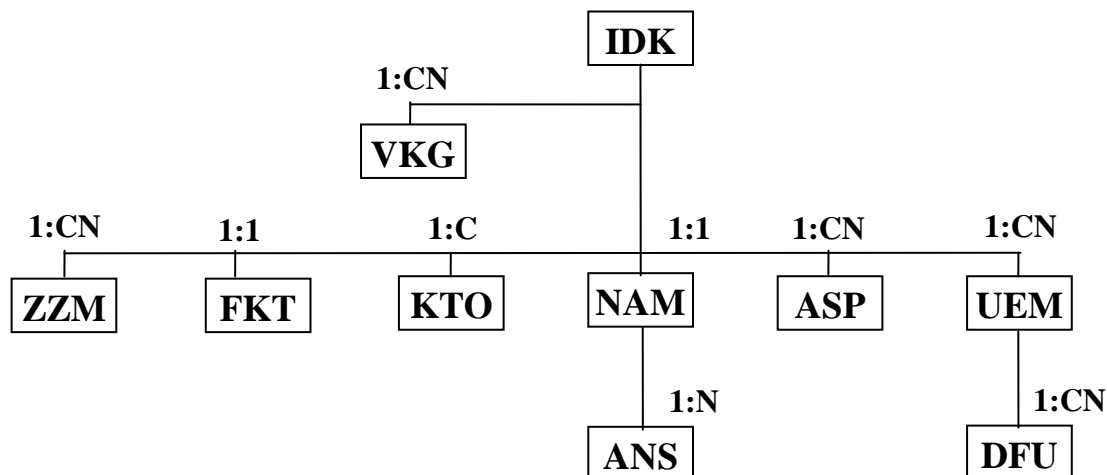 IDK
1:CN
VKG
1:CN 1:1 1:C 1:1 1:CN 1:CN
ZZM FKT KTO NAM ASP UEM
1:N 1:CN
ANS DFU